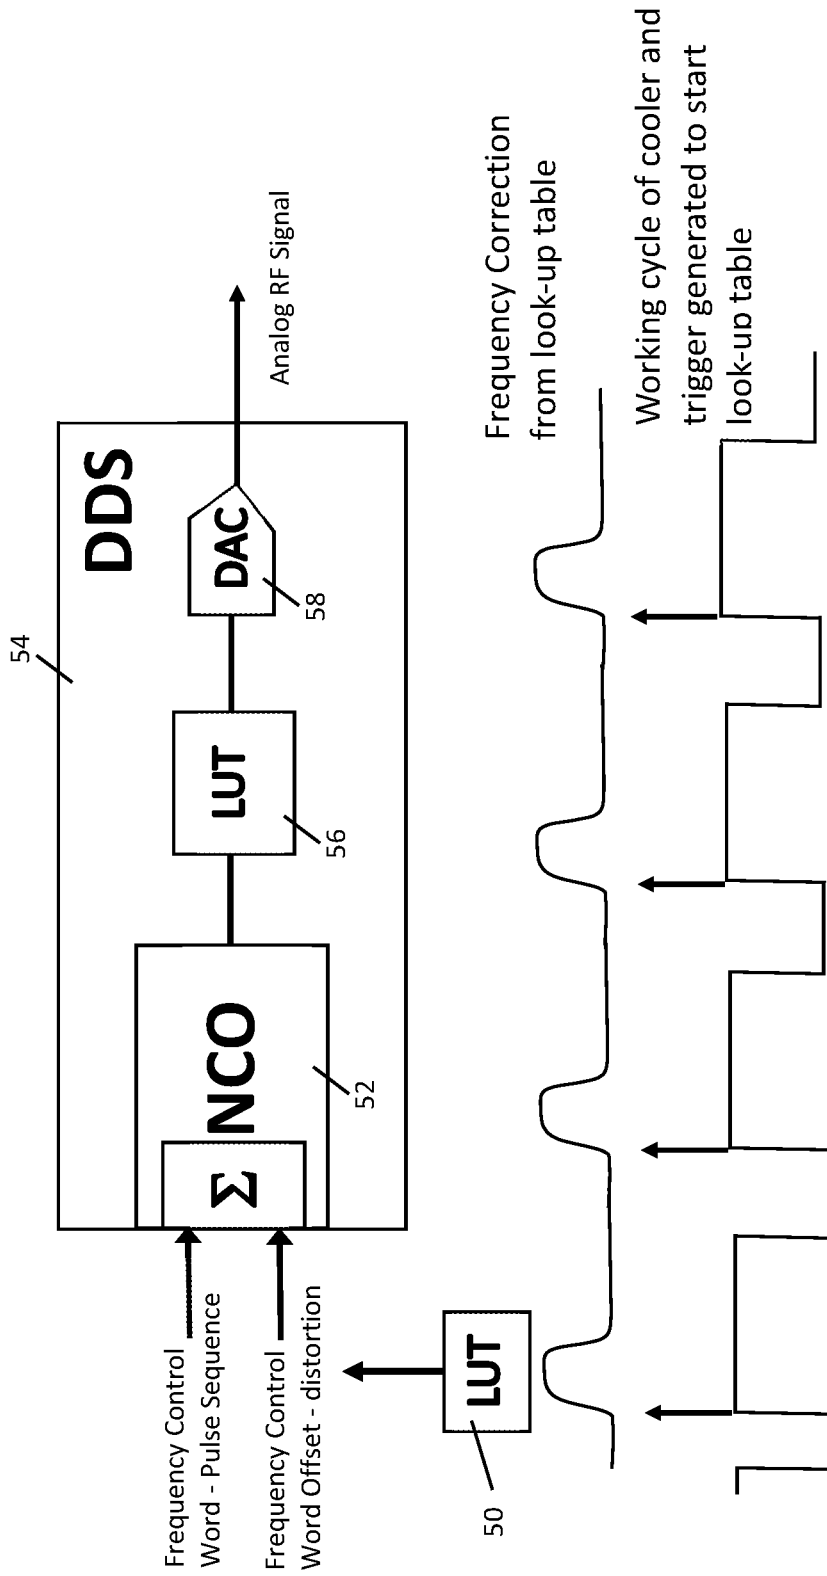 54
DDS
Frequency Control
Word - Pulse Sequence
Frequency Control
Word Offset - distortion
Σ
NCO
52
LUT
56
DAC
58
Analog RF Signal
50
LUT
Frequency Correction
from look-up table
Working cycle of cooler and
trigger generated to start
look-up table